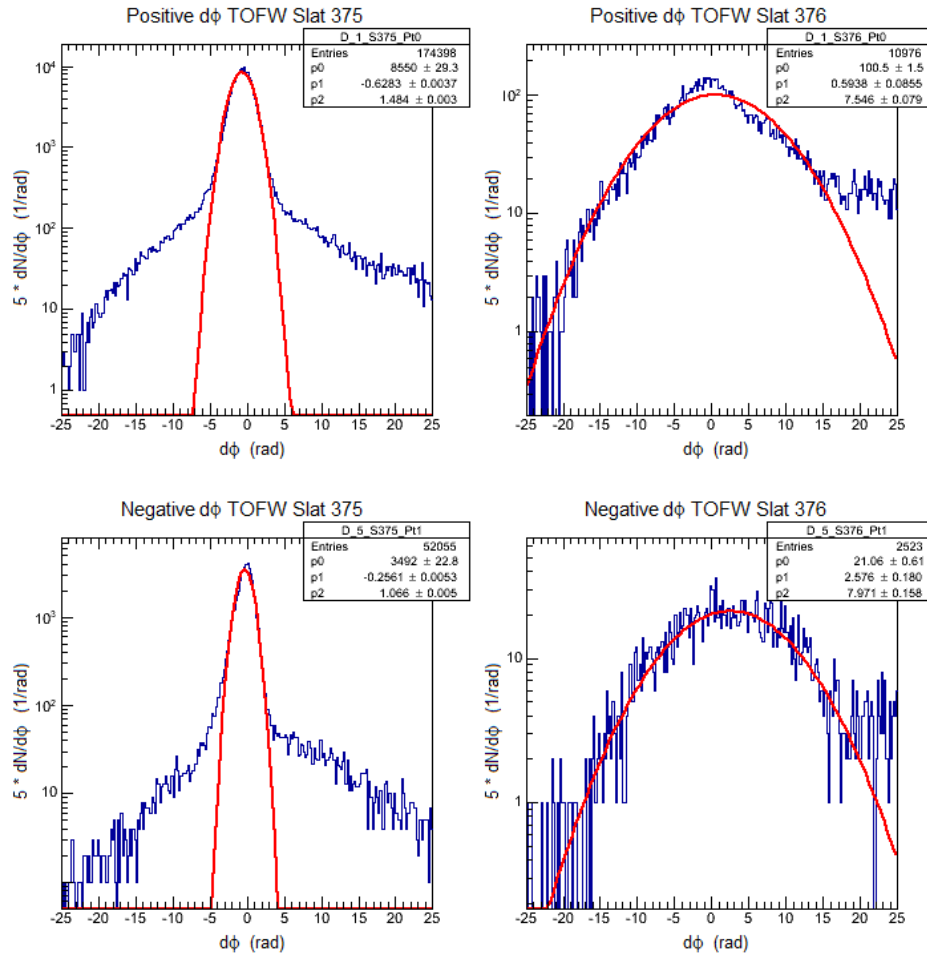 Positive dϕ TOFW Slat 375
D_1_S375_Pt0
Entries 174398
p0 8550 ± 29.3
p1 -0.6283 ± 0.0037
p2 1.484 ± 0.003
5 * dN/dϕ (1/rad)
10⁴
10³
10²
10
1
-25 -20 -15 -10 -5 0 5 10 15 20 25
dϕ (rad)
Positive dϕ TOFW Slat 376
D_1_S376_Pt0
Entries 10976
p0 100.5 ± 1.5
p1 0.5938 ± 0.0855
p2 7.546 ± 0.079
5 * dN/dϕ (1/rad)
10²
10
1
-25 -20 -15 -10 -5 0 5 10 15 20 25
dϕ (rad)
Negative dϕ TOFW Slat 375
D_5_S375_Pt1
Entries 52055
p0 3492 ± 22.8
p1 -0.2561 ± 0.0053
p2 1.066 ± 0.005
5 * dN/dϕ (1/rad)
10³
10²
10
-25 -20 -15 -10 -5 0 5 10 15 20 25
dϕ (rad)
Negative dϕ TOFW Slat 376
D_5_S376_Pt1
Entries 2523
p0 21.06 ± 0.61
p1 2.576 ± 0.180
p2 7.971 ± 0.158
5 * dN/dϕ (1/rad)
10
1
-25 -20 -15 -10 -5 0 5 10 15 20 25
dϕ (rad)